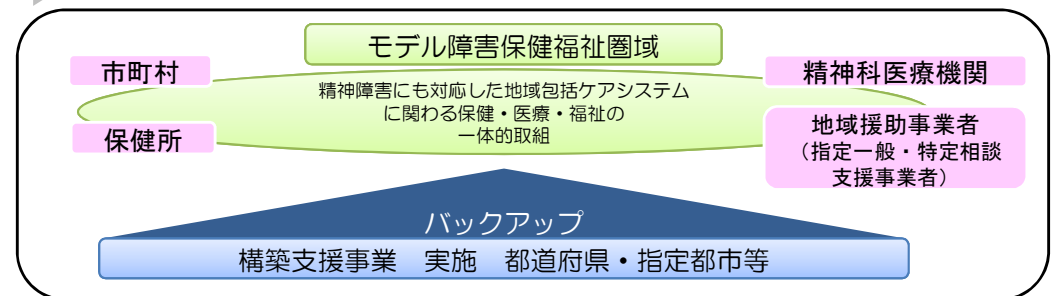 モデル障害保健福祉圏域
市町村
精神科医療機関
精神障害にも対応した地域包括ケアシステム
に関わる保健・医療・福祉の
一体的取組
保健所
地域援助事業者
（指定一般・特定相談
支援事業者）
バックアップ
構築支援事業　実施　都道府県・指定都市等